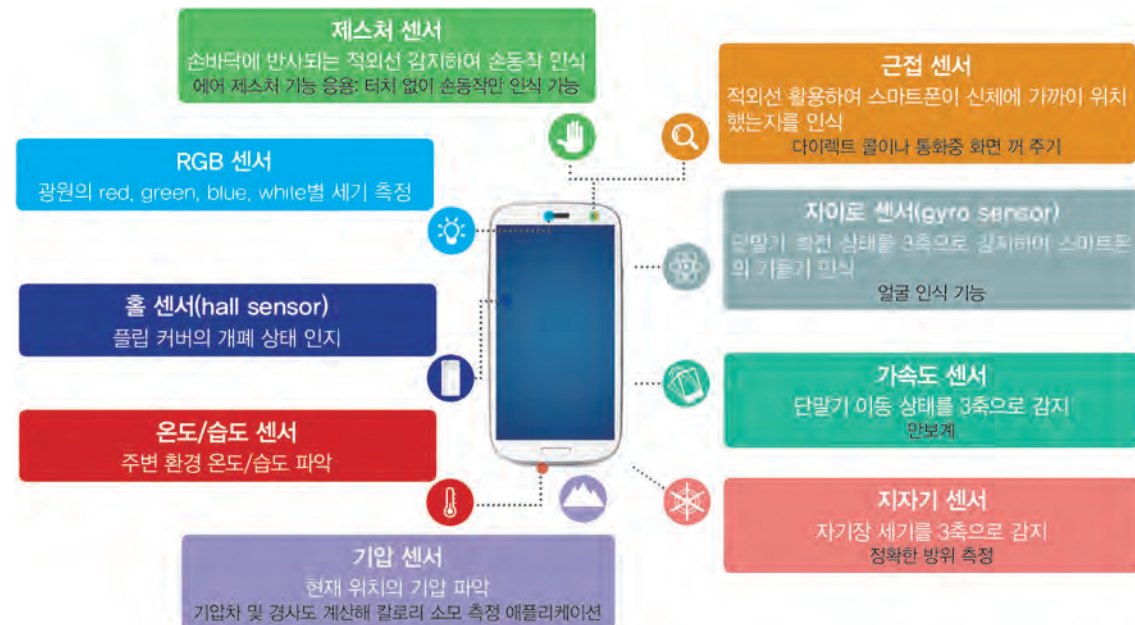 제스처 센서
손바닥에 반사되는 적외선 감지하여 손동작 인식
에어 제스처 기능 응용: 터치 없이 손동작만 인식 가능
근접 센서
적외선 활용하여 스마트폰이 신체에 가까이 위치
했는지를 인식
다이렉트 콜이나 통화중 화면 꺼 주기
RGB 센서
광원의 red, green, blue, white별 세기 측정
자이로 센서(gyro sensor)
단말기 회전 상태를 3축으로 감지하여 스마트폰
의 기울기 인식
얼굴 인식 기능
홀 센서(hall sensor)
플립 커버의 개폐 상태 인지
가속도 센서
단말기 이동 상태를 3축으로 감지
만보계
온도/습도 센서
주변 환경 온도/습도 파악
지자기 센서
자기장 세기를 3축으로 감지
정확한 방위 측정
기압 센서
현재 위치의 기압 파악
기압차 및 경사도 계산해 칼로리 소모 측정 애플리케이션